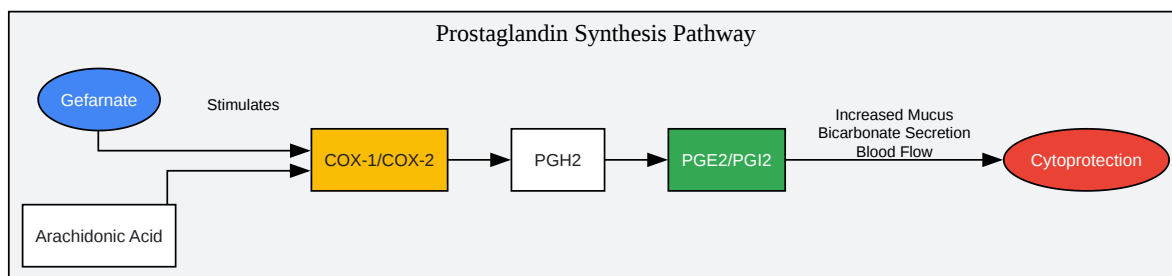 Prostaglandin Synthesis Pathway
Gefarnate
Stimulates
Increased Mucus
Bicarbonate Secretion
Blood Flow
COX-1/COX-2
PGH2
PGE2/PGI2
Cytoprotection
Arachidonic Acid